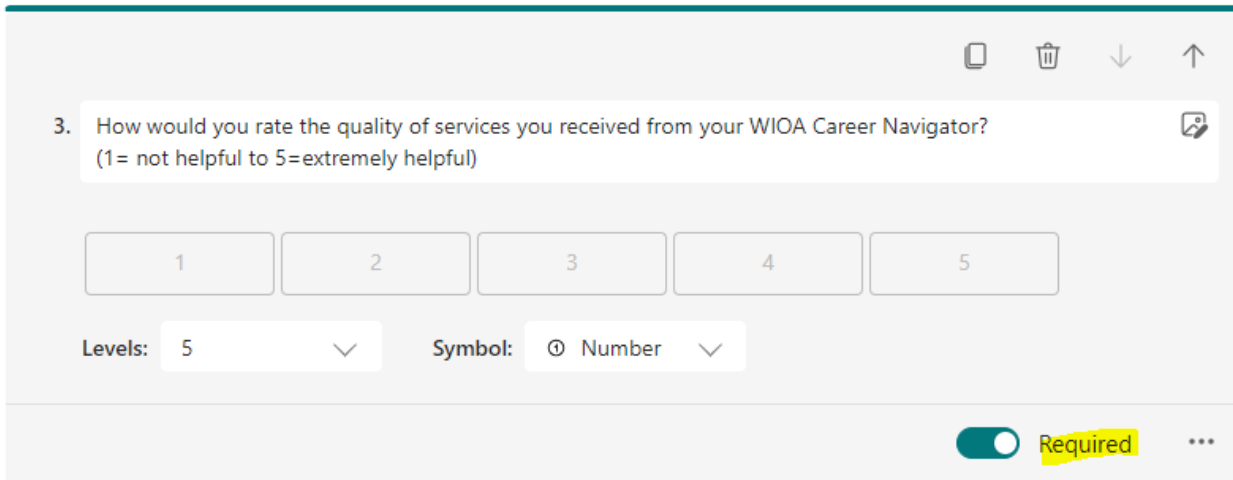 3. How would you rate the quality of services you received from your WIOA Career Navigator?
(1= not helpful to 5=extremely helpful)
1 2 3 4 5
Levels: 5 Symbol: ① Number
Required